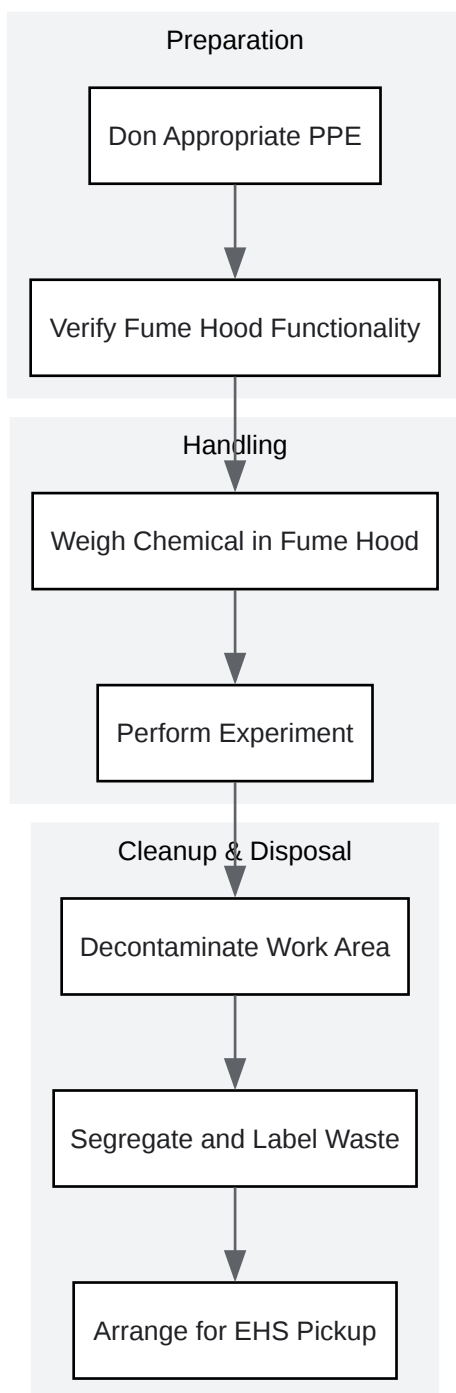 Preparation
Don Appropriate PPE
Verify Fume Hood Functionality
Handling
Weigh Chemical in Fume Hood
Perform Experiment
Cleanup & Disposal
Decontaminate Work Area
Segregate and Label Waste
Arrange for EHS Pickup